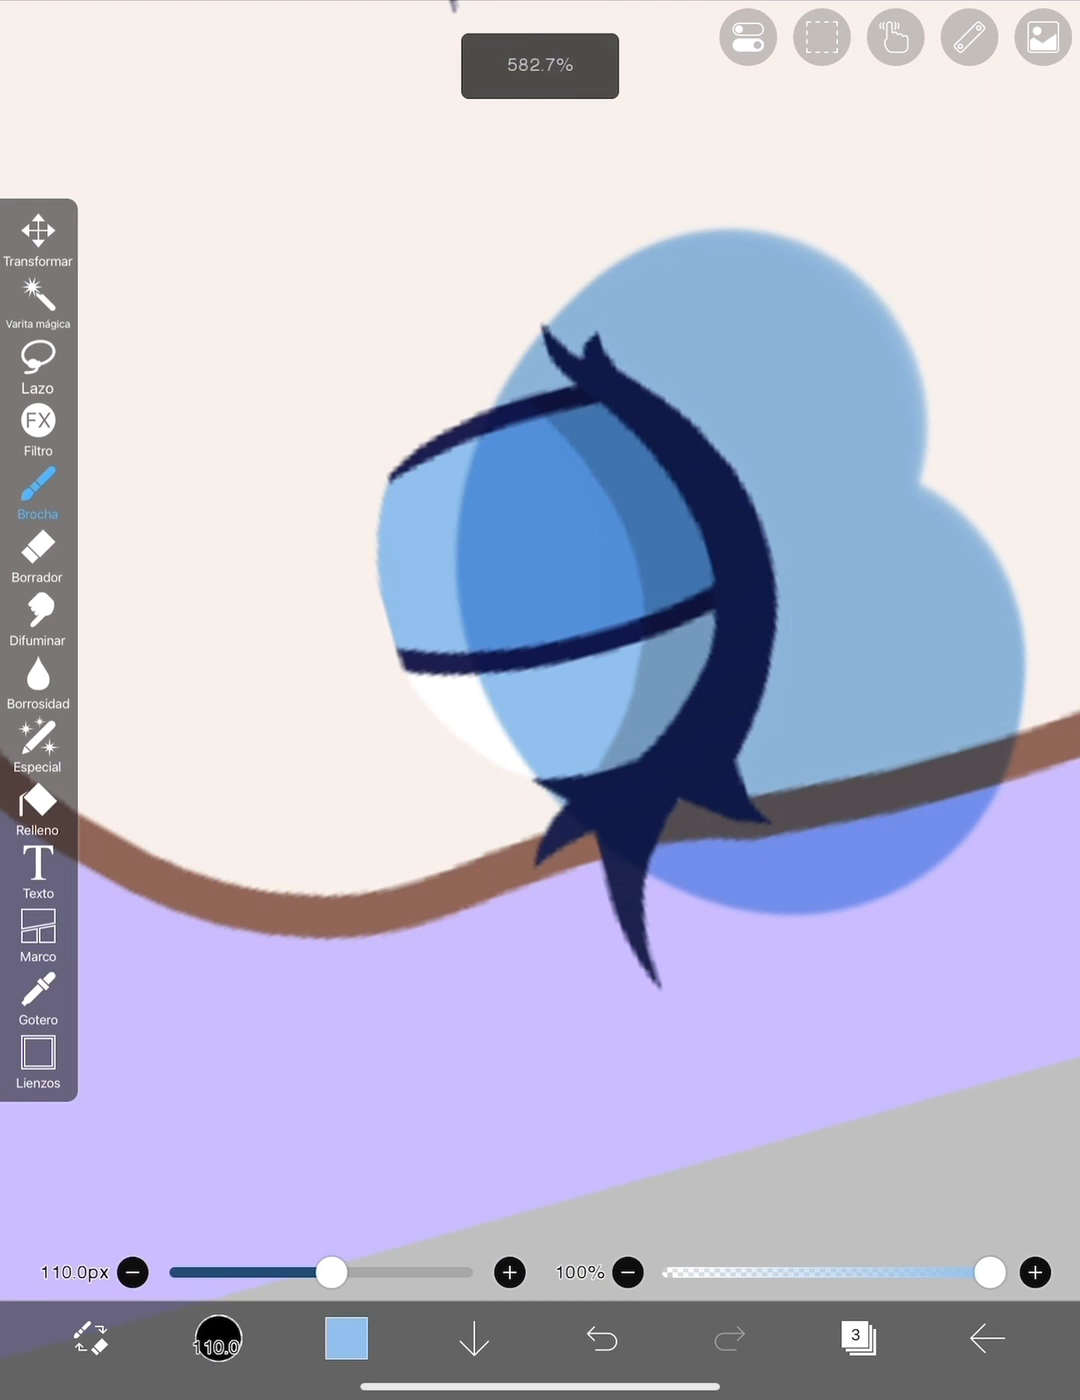 582.7%
Transformar
Varita mágica
Lazo
FX
Filtro
Brocha
Borrador
Difuminar
Borrosidad
Especial
Relleno
T
Texto
Marco
Gotero
Lienzos
110.0px
100%
110.0
3